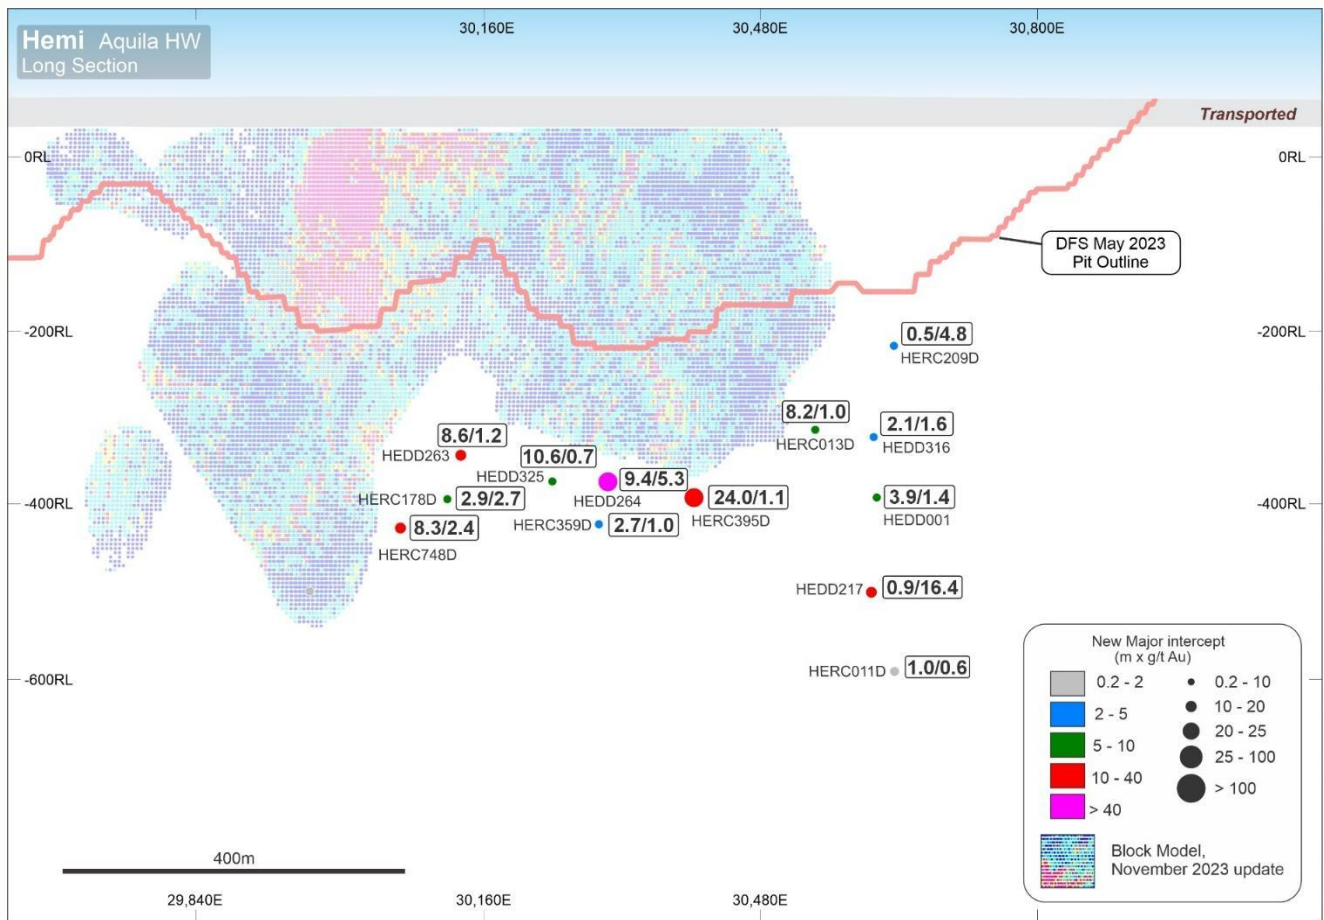 30,160E
30,480E
30,800E
Hemi Aquila HW
Long Section
Transported
0RL
0RL
DFS May 2023
Pit Outline
-200RL
-200RL
0.5/4.8
HERC209D
8.2/1.0
HERC013D
2.1/1.6
HEDD316
8.6/1.2
HEDD263
10.6/0.7
HEDD325
9.4/5.3
HEDD264
24.0/1.1
HERC395D
HERC178D
2.9/2.7
3.9/1.4
HEDD001
-400RL
-400RL
8.3/2.4
HERC748D
HERC359D
2.7/1.0
HEDD217
0.9/16.4
HERC011D
1.0/0.6
-600RL
New Major intercept
(m x g/t Au)
0.2 - 2
2 - 5
5 - 10
10 - 40
> 40
0.2 - 10
10 - 20
20 - 25
25 - 100
> 100
Block Model,
November 2023 update
400m
29,840E
30,160E
30,480E